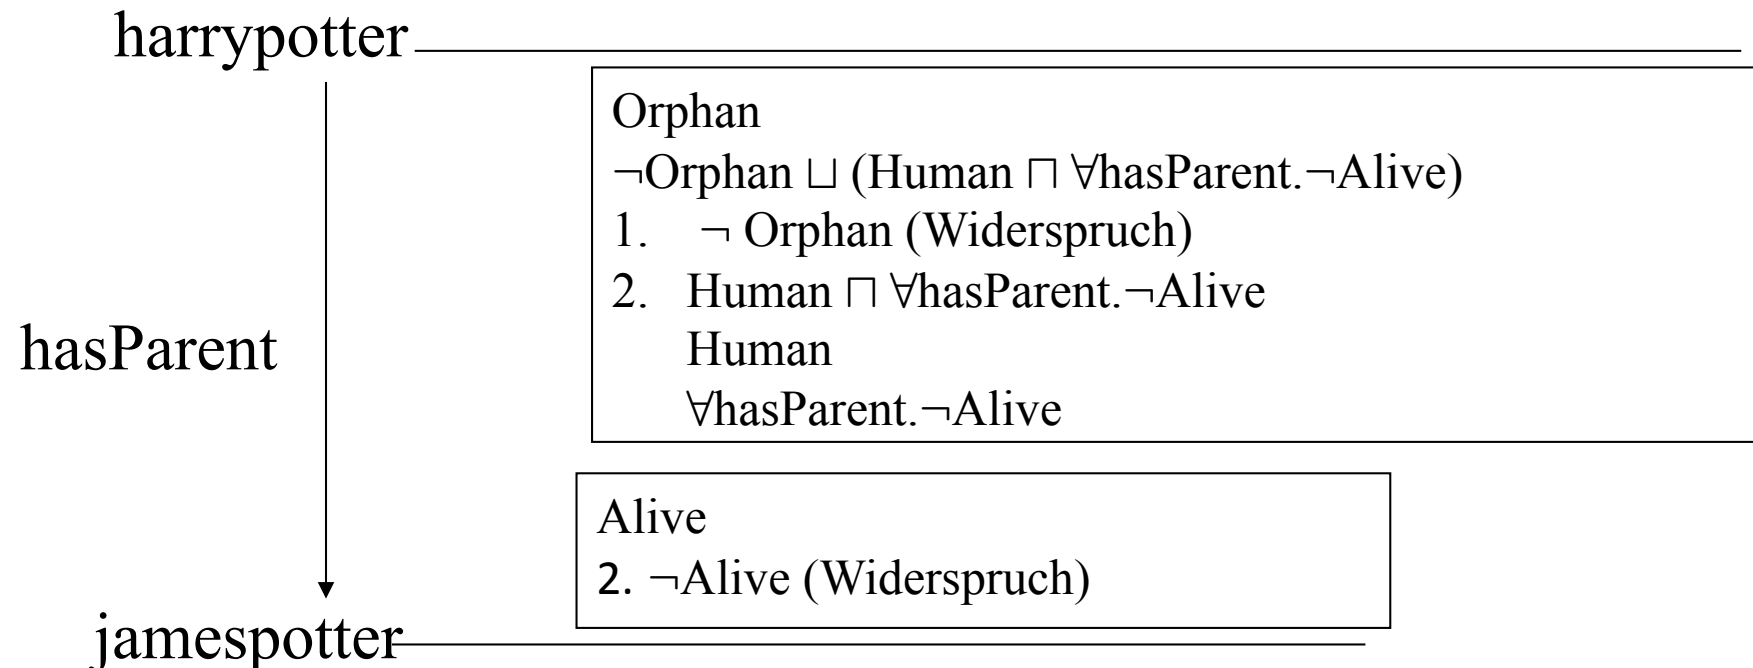 harrypotter
Orphan
¬Orphan ⊔ (Human ⊓ ∀hasParent.¬Alive)
1. ¬ Orphan (Widerspruch)
2. Human ⊓ ∀hasParent.¬Alive
Human
∀hasParent.¬Alive
hasParent
Alive
2. ¬Alive (Widerspruch)
jamespotter